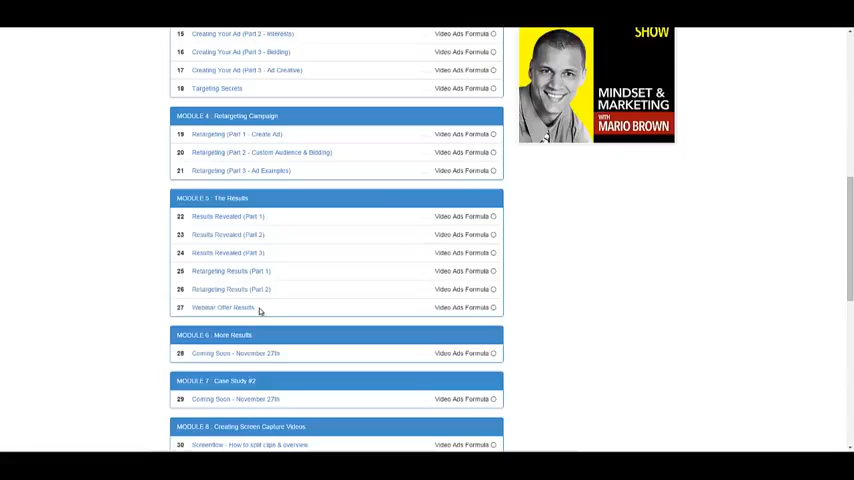 15 Creating Your Ad (Part 2 - Interests) Video Ads Formula
16 Creating Your Ad (Part 3 - Bidding) Video Ads Formula
17 Creating Your Ad (Part 3 - Ad Creative) Video Ads Formula
18 Targeting Secrets Video Ads Formula
MODULE 4 : Retargeting Campaign
19 Retargeting (Part 1 - Create Ad) Video Ads Formula
20 Retargeting (Part 2 - Custom Audience & Bidding) Video Ads Formula
21 Retargeting (Part 3 - Ad Examples) Video Ads Formula
MODULE 5 : The Results
22 Results Revealed (Part 1) Video Ads Formula
23 Results Revealed (Part 2) Video Ads Formula
24 Results Revealed (Part 3) Video Ads Formula
25 Retargeting Results (Part 1) Video Ads Formula
26 Retargeting Results (Part 2) Video Ads Formula
27 Webinar Offer Results Video Ads Formula
MODULE 6 : More Results
28 Coming Soon - November 27th Video Ads Formula
MODULE 7 : Case Study #2
29 Coming Soon - November 27th Video Ads Formula
MODULE 8 : Creating Screen Capture Videos
30 Screenflow - How to split clips & overview Video Ads Formula
SHOW
MINDSET &
MARKETING
WITH MARIO BROWN